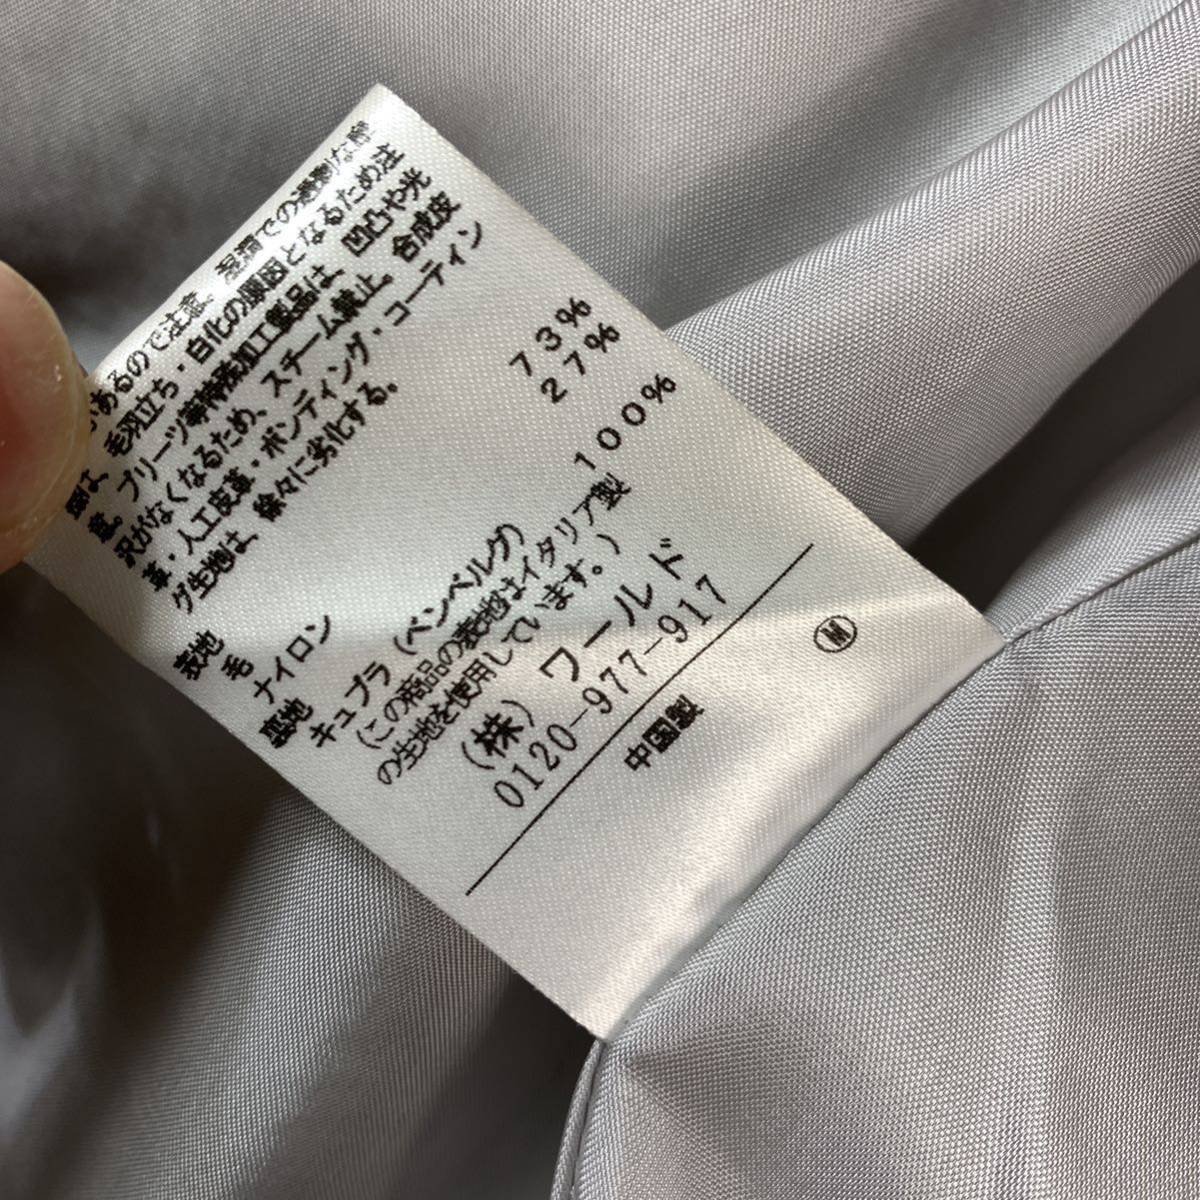 があるので注意。湿潤での過激な摩
擦は、毛羽立ち・白化の原因となるため注
意。プリーツ等特殊加工製品は、凹凸や光
沢がなくなるため、スチーム禁止。合成皮
革・人工皮革・ボンディング・コーティン
グ生地は、徐々に劣化する。
表地
毛 73%
ナイロン 27%
裏地
キュプラ(ベンベルグ) 100%
(この商品の表地はイタリア製
の生地を使用しています。)
(株) ワールド
0120-977-917
中国製
M